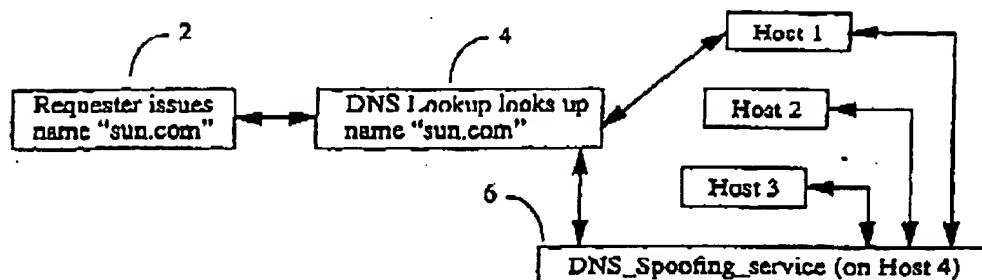 2
4
Host 1
Requester issues
name "sun.com"
DNS Lookup looks up
name "sun.com"
Host 2
Host 3
6
DNS_Spoofing_service (on Host 4)